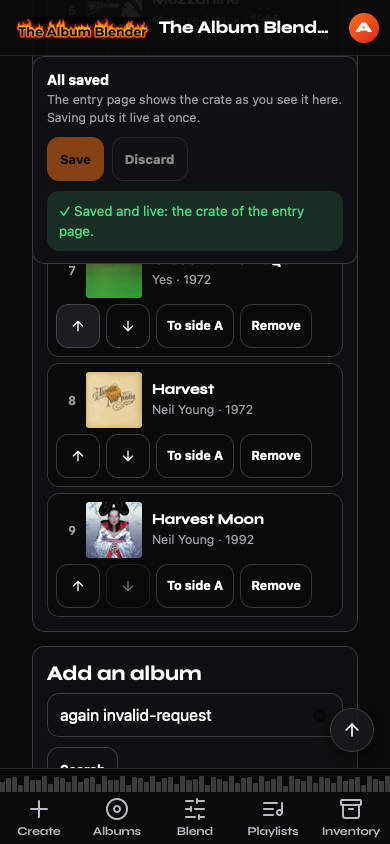 The Album Blender
The Album Blend...
A
All saved
The entry page shows the crate as you see it here.
Saving puts it live at once.
Save
Discard
✓ Saved and live: the crate of the entry
page.
7
Yes · 1972
↑
↓
To side A
Remove
8
Harvest
Neil Young · 1972
↑
↓
To side A
Remove
9
Harvest Moon
Neil Young · 1992
↑
↓
To side A
Remove
Add an album
again invalid-request
↑
Search
Create
Albums
Blend
Playlists
Inventory